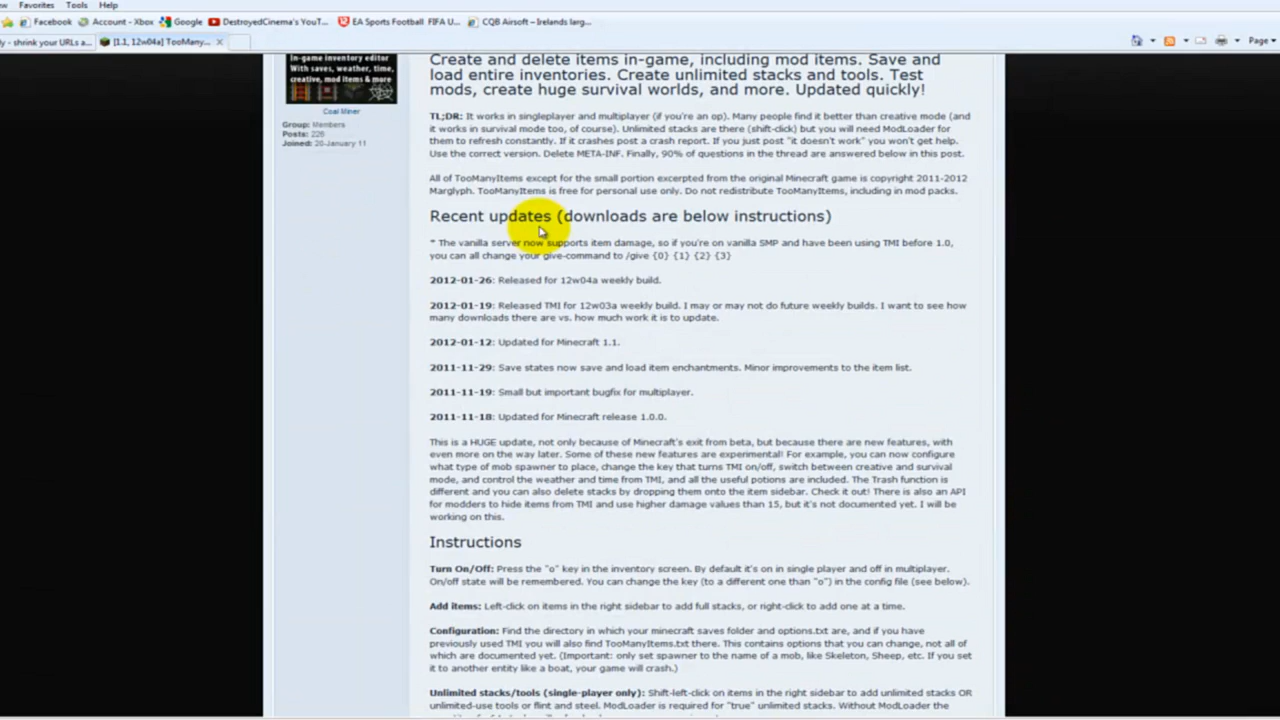 Favorites Tools Help
Facebook Account - Xbox Google DestroyedCinema's YouT... EA Sports Football FIFA U... CQB Airsoft – Irelands larg...
- shrink your URLs a... [1.1, 12w04a] TooMany... Page
In-game inventory editor
With saves, weather, time,
creative, mod items & more
Coal Miner
Group: Members
Posts: 226
Joined: 20-January 11
Create and delete items in-game, including mod items. Save and
load entire inventories. Create unlimited stacks and tools. Test
mods, create huge survival worlds, and more. Updated quickly!
TL;DR: It works in singleplayer and multiplayer (if you're an op). Many people find it better than creative mode (and
it works in survival mode too, of course). Unlimited stacks are there (shift-click) but you will need ModLoader for
them to refresh constantly. If it crashes post a crash report. If you just post "it doesn't work" you won't get help.
Use the correct version. Delete META-INF. Finally, 90% of questions in the thread are answered below in this post.
All of TooManyItems except for the small portion excerpted from the original Minecraft game is copyright 2011-2012
Marglyph. TooManyItems is free for personal use only. Do not redistribute TooManyItems, including in mod packs.
Recent updates (downloads are below instructions)
* The vanilla server now supports item damage, so if you're on vanilla SMP and have been using TMI before 1.0,
you can all change your give-command to /give {0} {1} {2} {3}
2012-01-26: Released for 12w04a weekly build.
2012-01-19: Released TMI for 12w03a weekly build. I may or may not do future weekly builds. I want to see how
many downloads there are vs. how much work it is to update.
2012-01-12: Updated for Minecraft 1.1.
2011-11-29: Save states now save and load item enchantments. Minor improvements to the item list.
2011-11-19: Small but important bugfix for multiplayer.
2011-11-18: Updated for Minecraft release 1.0.0.
This is a HUGE update, not only because of Minecraft's exit from beta, but because there are new features, with
even more on the way later. Some of these new features are experimental! For example, you can now configure
what type of mob spawner to place, change the key that turns TMI on/off, switch between creative and survival
mode, and control the weather and time from TMI, and all the useful potions are included. The Trash function is
different and you can also delete stacks by dropping them onto the item sidebar. Check it out! There is also an API
for modders to hide items from TMI and use higher damage values than 15, but it's not documented yet. I will be
working on this.
Instructions
Turn On/Off: Press the "o" key in the inventory screen. By default it's on in single player and off in multiplayer.
On/off state will be remembered. You can change the key (to a different one than "o") in the config file (see below).
Add items: Left-click on items in the right sidebar to add full stacks, or right-click to add one at a time.
Configuration: Find the directory in which your minecraft saves folder and options.txt are, and if you have
previously used TMI you will also find TooManyItems.txt there. This contains options that you can change, not all of
which are documented yet. (Important: only set spawner to the name of a mob, like Skeleton, Sheep, etc. If you set
it to another entity like a boat, your game will crash.)
Unlimited stacks/tools (single-player only): Shift-left-click on items in the right sidebar to add unlimited stacks OR
unlimited-use tools or flint and steel. ModLoader is required for "true" unlimited stacks. Without ModLoader the